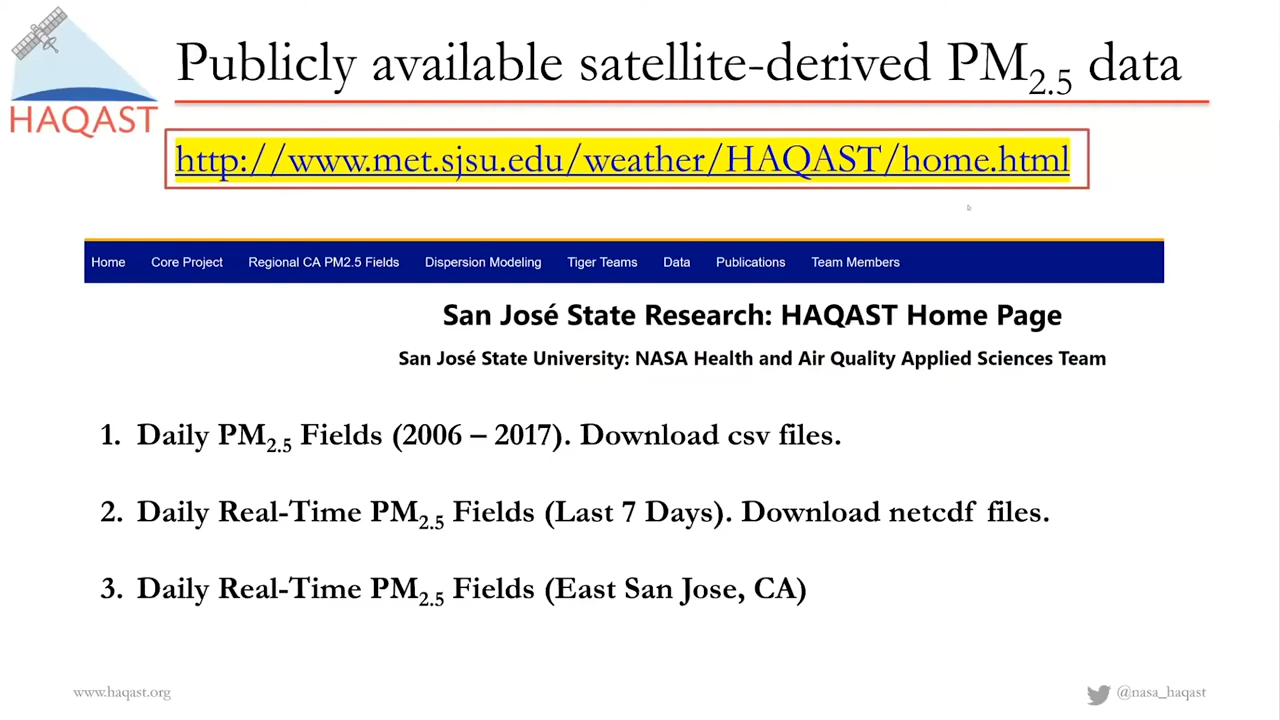 HAQAST
Publicly available satellite-derived PM2.5 data
http://www.met.sjsu.edu/weather/HAQAST/home.html
Home Core Project Regional CA PM2.5 Fields Dispersion Modeling Tiger Teams Data Publications Team Members
San José State Research: HAQAST Home Page
San José State University: NASA Health and Air Quality Applied Sciences Team
1. Daily PM2.5 Fields (2006 – 2017). Download csv files.
2. Daily Real-Time PM2.5 Fields (Last 7 Days). Download netcdf files.
3. Daily Real-Time PM2.5 Fields (East San Jose, CA)
www.haqast.org @nasa_haqast